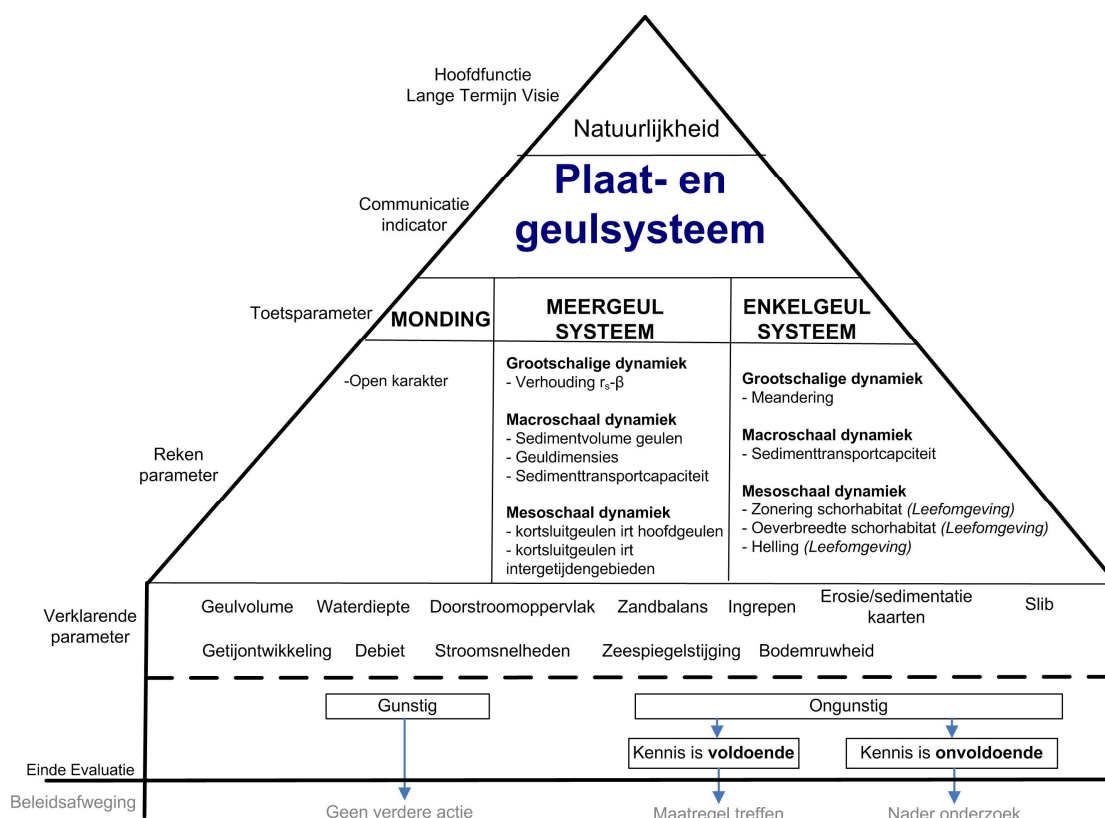 Hoofdfunctie
Lange Termijn Visie
Natuurlijkheid
Communicatie
indicator
Plaat- en
geulsysteem
Toetsparameter
MONDING
MEERGEUL
SYSTEEM
ENKELGEUL
SYSTEEM
Reken
parameter
-Open karakter
Grootschalige dynamiek
- Verhouding rₛ-β
Macroschaal dynamiek
- Sedimentvolume geulen
- Geuldimensies
- Sedimenttransportcapaciteit
Mesoschaal dynamiek
- kortsluitgeulen irt hoofdgeulen
- kortsluitgeulen irt
intergetijdengebieden
Grootschalige dynamiek
- Meandering
Macroschaal dynamiek
- Sedimenttransportcapciteit
Mesoschaal dynamiek
- Zonering schorhabitat (Leefomgeving)
- Oeverbreedte schorhabitat (Leefomgeving)
- Helling (Leefomgeving)
Verklarende
parameter
Geulvolume Waterdiepte Doorstroomoppervlak Zandbalans Ingrepen Erosie/sedimentatie
kaarten Slib
Getijontwikkeling Debiet Stroomsnelheden Zeespiegelstijging Bodemruwheid
Gunstig
Ongunstig
Kennis is voldoende
Kennis is onvoldoende
Einde Evaluatie
Beleidsafweging
Geen verdere actie
Maatregel treffen
Nader onderzoek